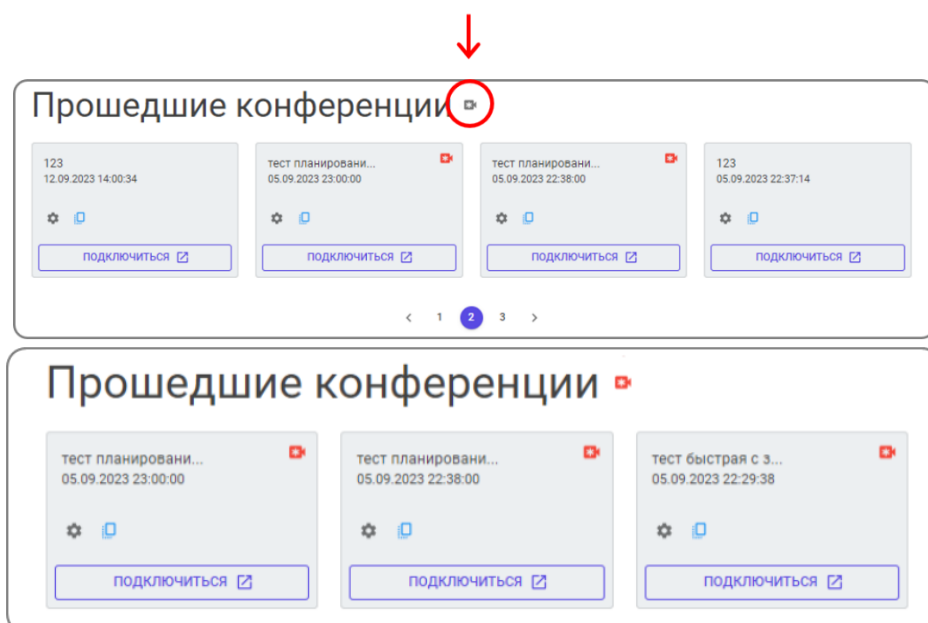 Прошедшие конференции
123
12.09.2023 14:00:34
ПОДКЛЮЧИТЬСЯ
тест планировани...
05.09.2023 23:00:00
ПОДКЛЮЧИТЬСЯ
тест планировани...
05.09.2023 22:38:00
ПОДКЛЮЧИТЬСЯ
123
05.09.2023 22:37:14
ПОДКЛЮЧИТЬСЯ
< 1 2 3 >
Прошедшие конференции
тест планировани...
05.09.2023 23:00:00
ПОДКЛЮЧИТЬСЯ
тест планировани...
05.09.2023 22:38:00
ПОДКЛЮЧИТЬСЯ
тест быстрая с з...
05.09.2023 22:29:38
ПОДКЛЮЧИТЬСЯ